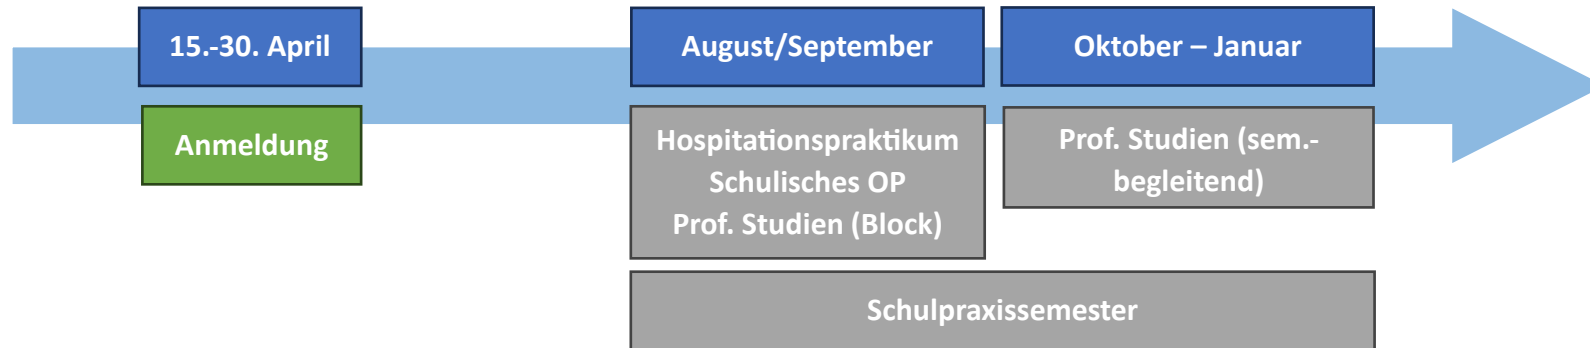 15.-30. April
August/September
Oktober – Januar
Anmeldung
Hospitationspraktikum
Schulisches OP
Prof. Studien (Block)
Prof. Studien (sem.-
begleitend)
Schulpraxissemester